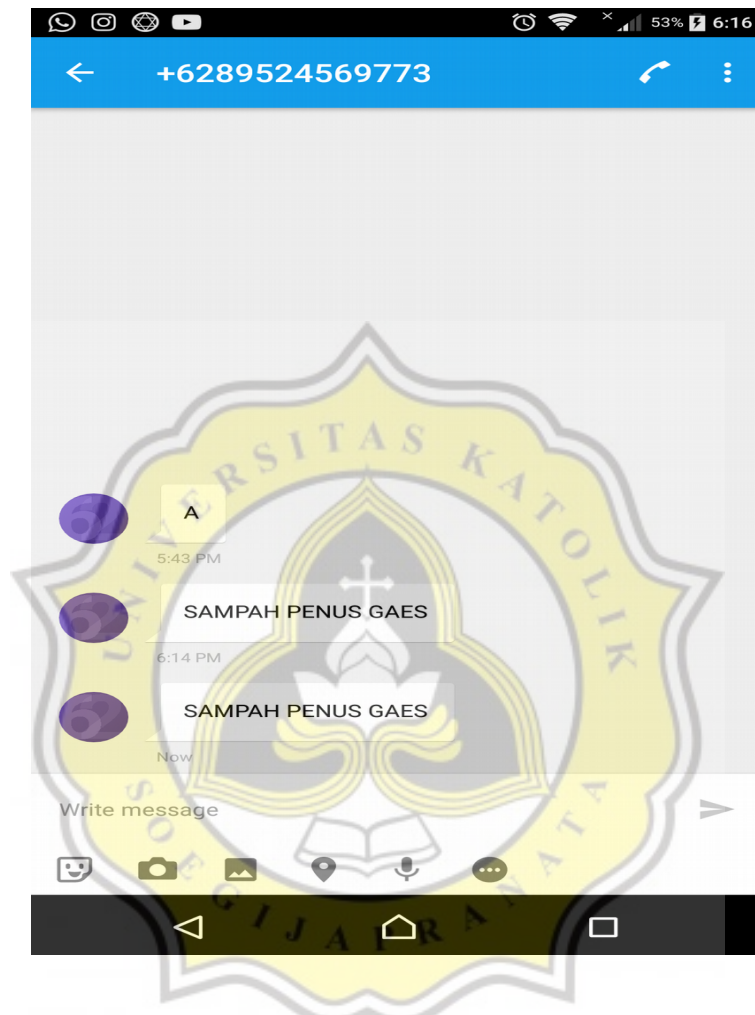 53% 6:16
+6289524569773
A
5:43 PM
SAMPAH PENUS GAES
6:14 PM
SAMPAH PENUS GAES
Now
Write message
UNIVERSITAS KATOLIK
SOEGIJAPRANATA